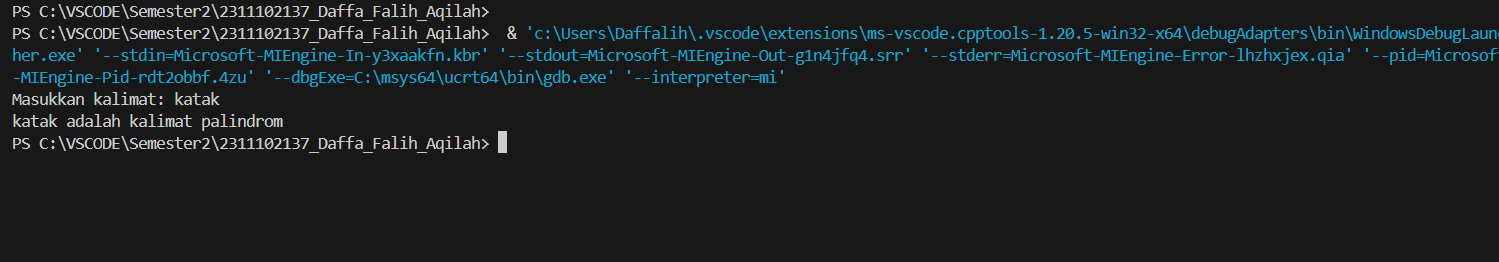 PS C:\VSCODE\Semester2\2311102137_Daffa_Falih_Aqilah>
PS C:\VSCODE\Semester2\2311102137_Daffa_Falih_Aqilah>  & 'c:\Users\Daffalih\.vscode\extensions\ms-vscode.cpptools-1.20.5-win32-x64\debugAdapters\bin\WindowsDebugLaunc
her.exe' '--stdin=Microsoft-MIEngine-In-y3xaakfn.kbr' '--stdout=Microsoft-MIEngine-Out-g1n4jfq4.srr' '--stderr=Microsoft-MIEngine-Error-lhzhxjex.qia' '--pid=Microsoft
-MIEngine-Pid-rdt2obbf.4zu' '--dbgExe=C:\msys64\ucrt64\bin\gdb.exe' '--interpreter=mi'
Masukkan kalimat: katak
katak adalah kalimat palindrom
PS C:\VSCODE\Semester2\2311102137_Daffa_Falih_Aqilah>